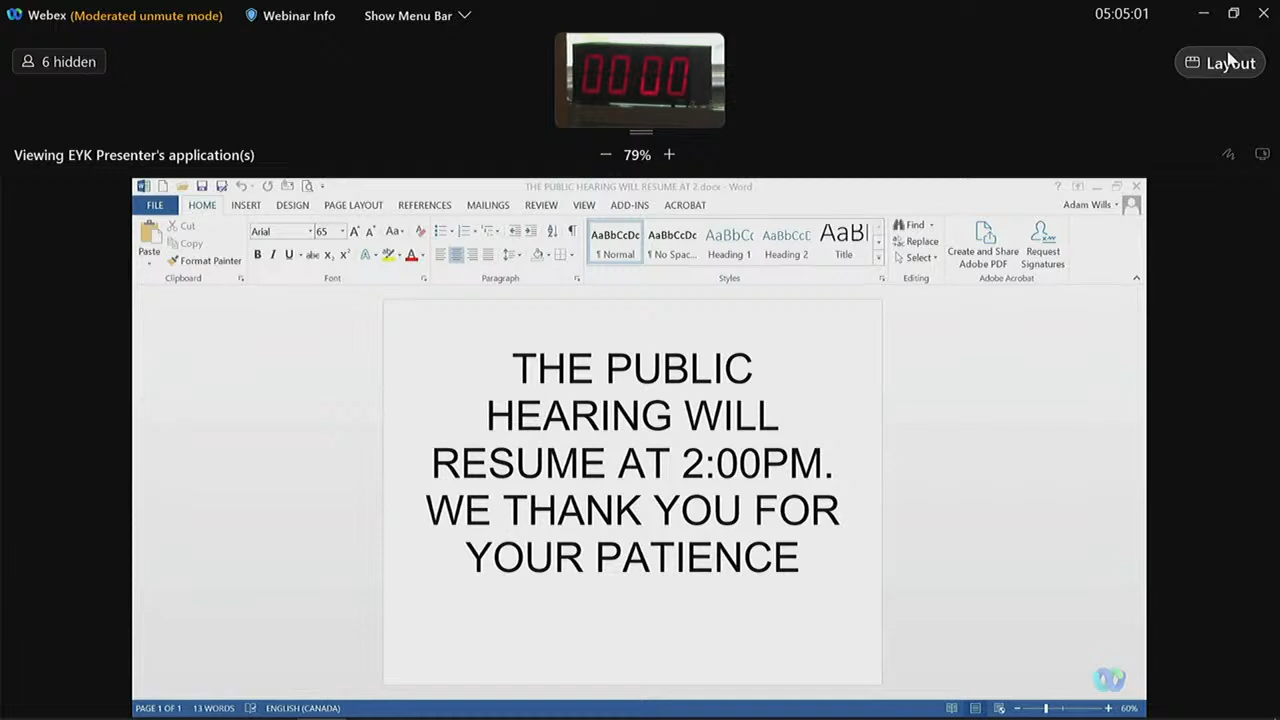 Webex (Moderated unmute mode) Webinar Info Show Menu Bar 05:05:01
6 hidden
00:00
Layout
Viewing EYK Presenter's application(s) 79%
THE PUBLIC HEARING WILL RESUME AT 2.docx - Word
FILE HOME INSERT DESIGN PAGE LAYOUT REFERENCES MAILINGS REVIEW VIEW ADD-INS ACROBAT Adam Wills
Paste Cut Copy Format Painter
Arial 65
AaBbCcDc AaBbCcDc AaBbCc AaBbCcD AaBl
¶ Normal ¶ No Spac... Heading 1 Heading 2 Title
Find Replace Select
Create and Share Adobe PDF Request Signatures
Clipboard Font Paragraph Styles Editing Adobe Acrobat
THE PUBLIC
HEARING WILL
RESUME AT 2:00PM.
WE THANK YOU FOR
YOUR PATIENCE
PAGE 1 OF 1 13 WORDS ENGLISH (CANADA) 60%